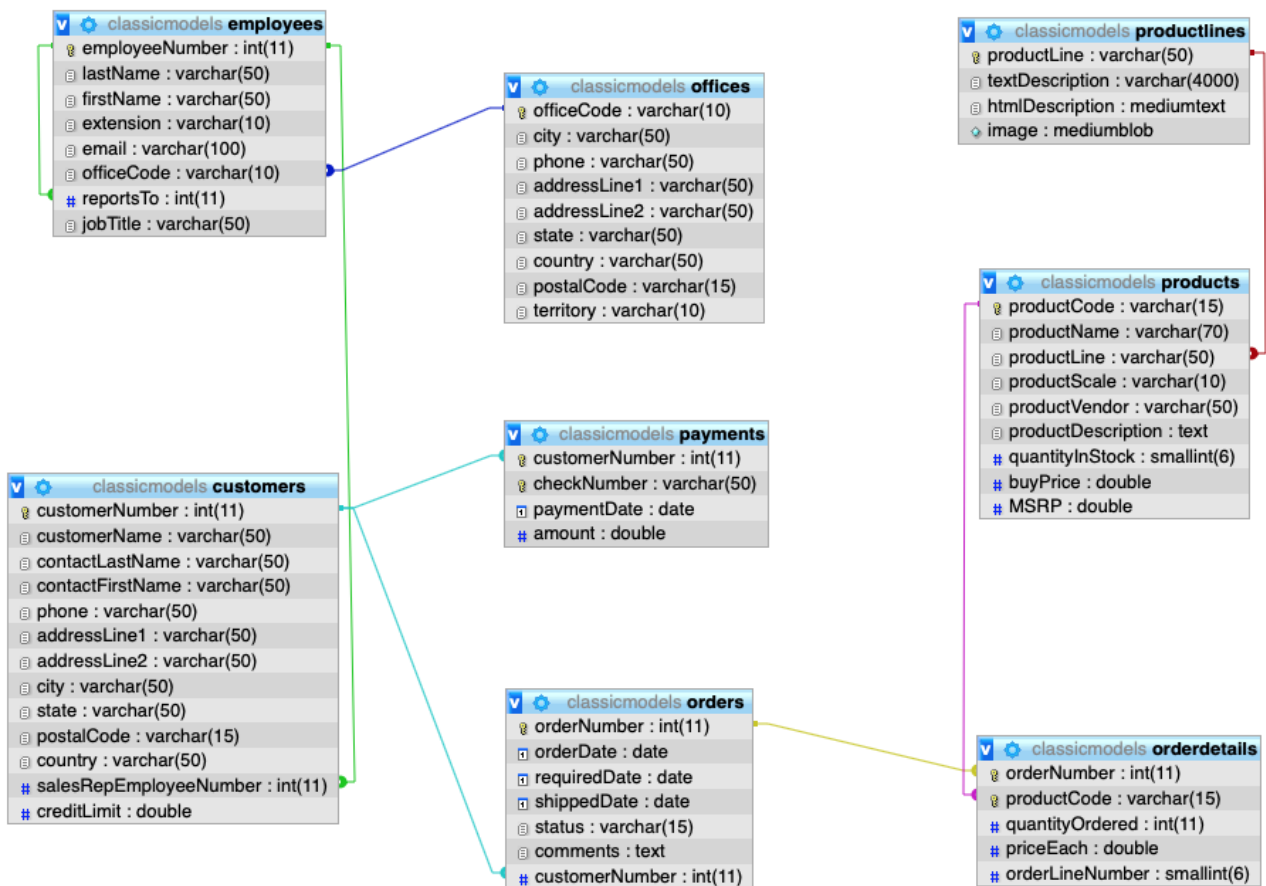 classicmodels employees
employeeNumber : int(11)
lastName : varchar(50)
firstName : varchar(50)
extension : varchar(10)
email : varchar(100)
officeCode : varchar(10)
# reportsTo : int(11)
jobTitle : varchar(50)
classicmodels offices
officeCode : varchar(10)
city : varchar(50)
phone : varchar(50)
addressLine1 : varchar(50)
addressLine2 : varchar(50)
state : varchar(50)
country : varchar(50)
postalCode : varchar(15)
territory : varchar(10)
classicmodels productlines
productLine : varchar(50)
textDescription : varchar(4000)
htmlDescription : mediumtext
image : mediumblob
classicmodels products
productCode : varchar(15)
productName : varchar(70)
productLine : varchar(50)
productScale : varchar(10)
productVendor : varchar(50)
productDescription : text
# quantityInStock : smallint(6)
# buyPrice : double
# MSRP : double
classicmodels payments
customerNumber : int(11)
checkNumber : varchar(50)
paymentDate : date
# amount : double
classicmodels customers
customerNumber : int(11)
customerName : varchar(50)
contactLastName : varchar(50)
contactFirstName : varchar(50)
phone : varchar(50)
addressLine1 : varchar(50)
addressLine2 : varchar(50)
city : varchar(50)
state : varchar(50)
postalCode : varchar(15)
country : varchar(50)
# salesRepEmployeeNumber : int(11)
# creditLimit : double
classicmodels orders
orderNumber : int(11)
orderDate : date
requiredDate : date
shippedDate : date
status : varchar(15)
comments : text
# customerNumber : int(11)
classicmodels orderdetails
orderNumber : int(11)
productCode : varchar(15)
# quantityOrdered : int(11)
# priceEach : double
# orderLineNumber : smallint(6)